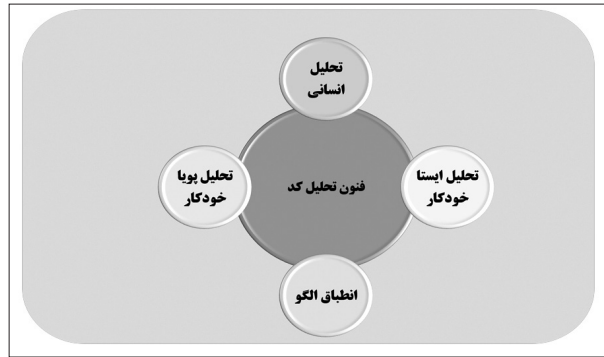 تحلیل
انسانی
تحلیل ایستا
خودکار
فنون تحلیل کد
تحلیل پویا
خودکار
انطباق الگو